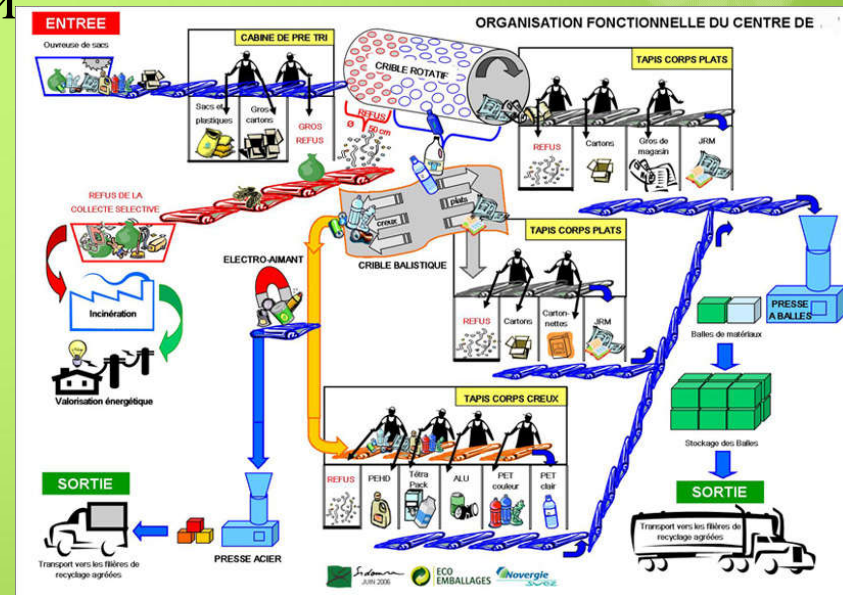 И
ORGANISATION FONCTIONNELLE DU CENTRE DE
ENTREE
Ouvreuse de sacs
CABINE DE PRE TRI
Sacs et
plastiques
Gros
cartons
GROS
REFUS
REFUS
Ø 50 cm
CRIBLE ROTATIF
TAPIS CORPS PLATS
REFUS
Cartons
Gros de
magasin
JRM
REFUS DE LA
COLLECTE SELECTIVE
Incinération
Valorisation énergétique
ELECTRO-AIMANT
creux
plats
CRIBLE BALISTIQUE
TAPIS CORPS PLATS
REFUS
Cartons
Carton-
nettes
JRM
PRESSE
A BALLES
Balles de matériaux
Stockage des Balles
TAPIS CORPS CREUX
REFUS
PEHD
Tétra
Pack
ALU
PET
couleur
PET
clair
SORTIE
Transport vers les filières de
recyclage agréées
PRESSE ACIER
SORTIE
Transport vers les filières de
recyclage agréées
JUIN 2006
ECO
EMBALLAGES
Novergie